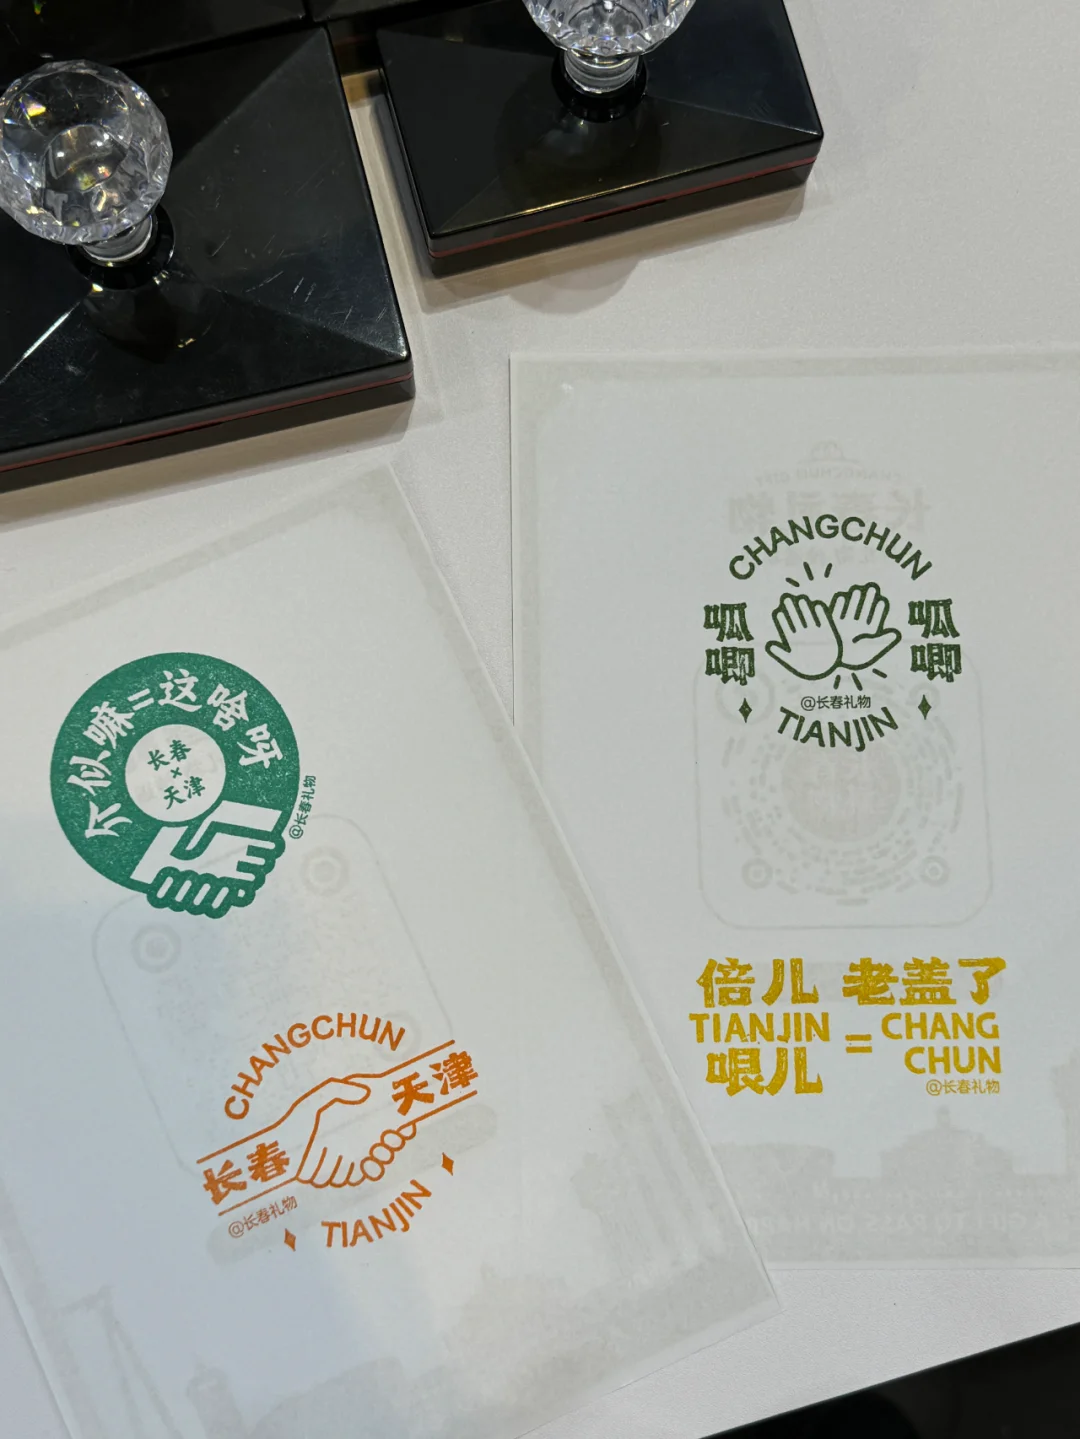 介似嘛=这啥呀
长春
×
天津
@长春礼物
CHANGCHUN
天津
长春
@长春礼物
TIANJIN
CHANGCHUN
呱唧
呱唧
@长春礼物
TIANJIN
倍儿 老盖了
TIANJIN = CHANG
哏儿 CHUN
@长春礼物